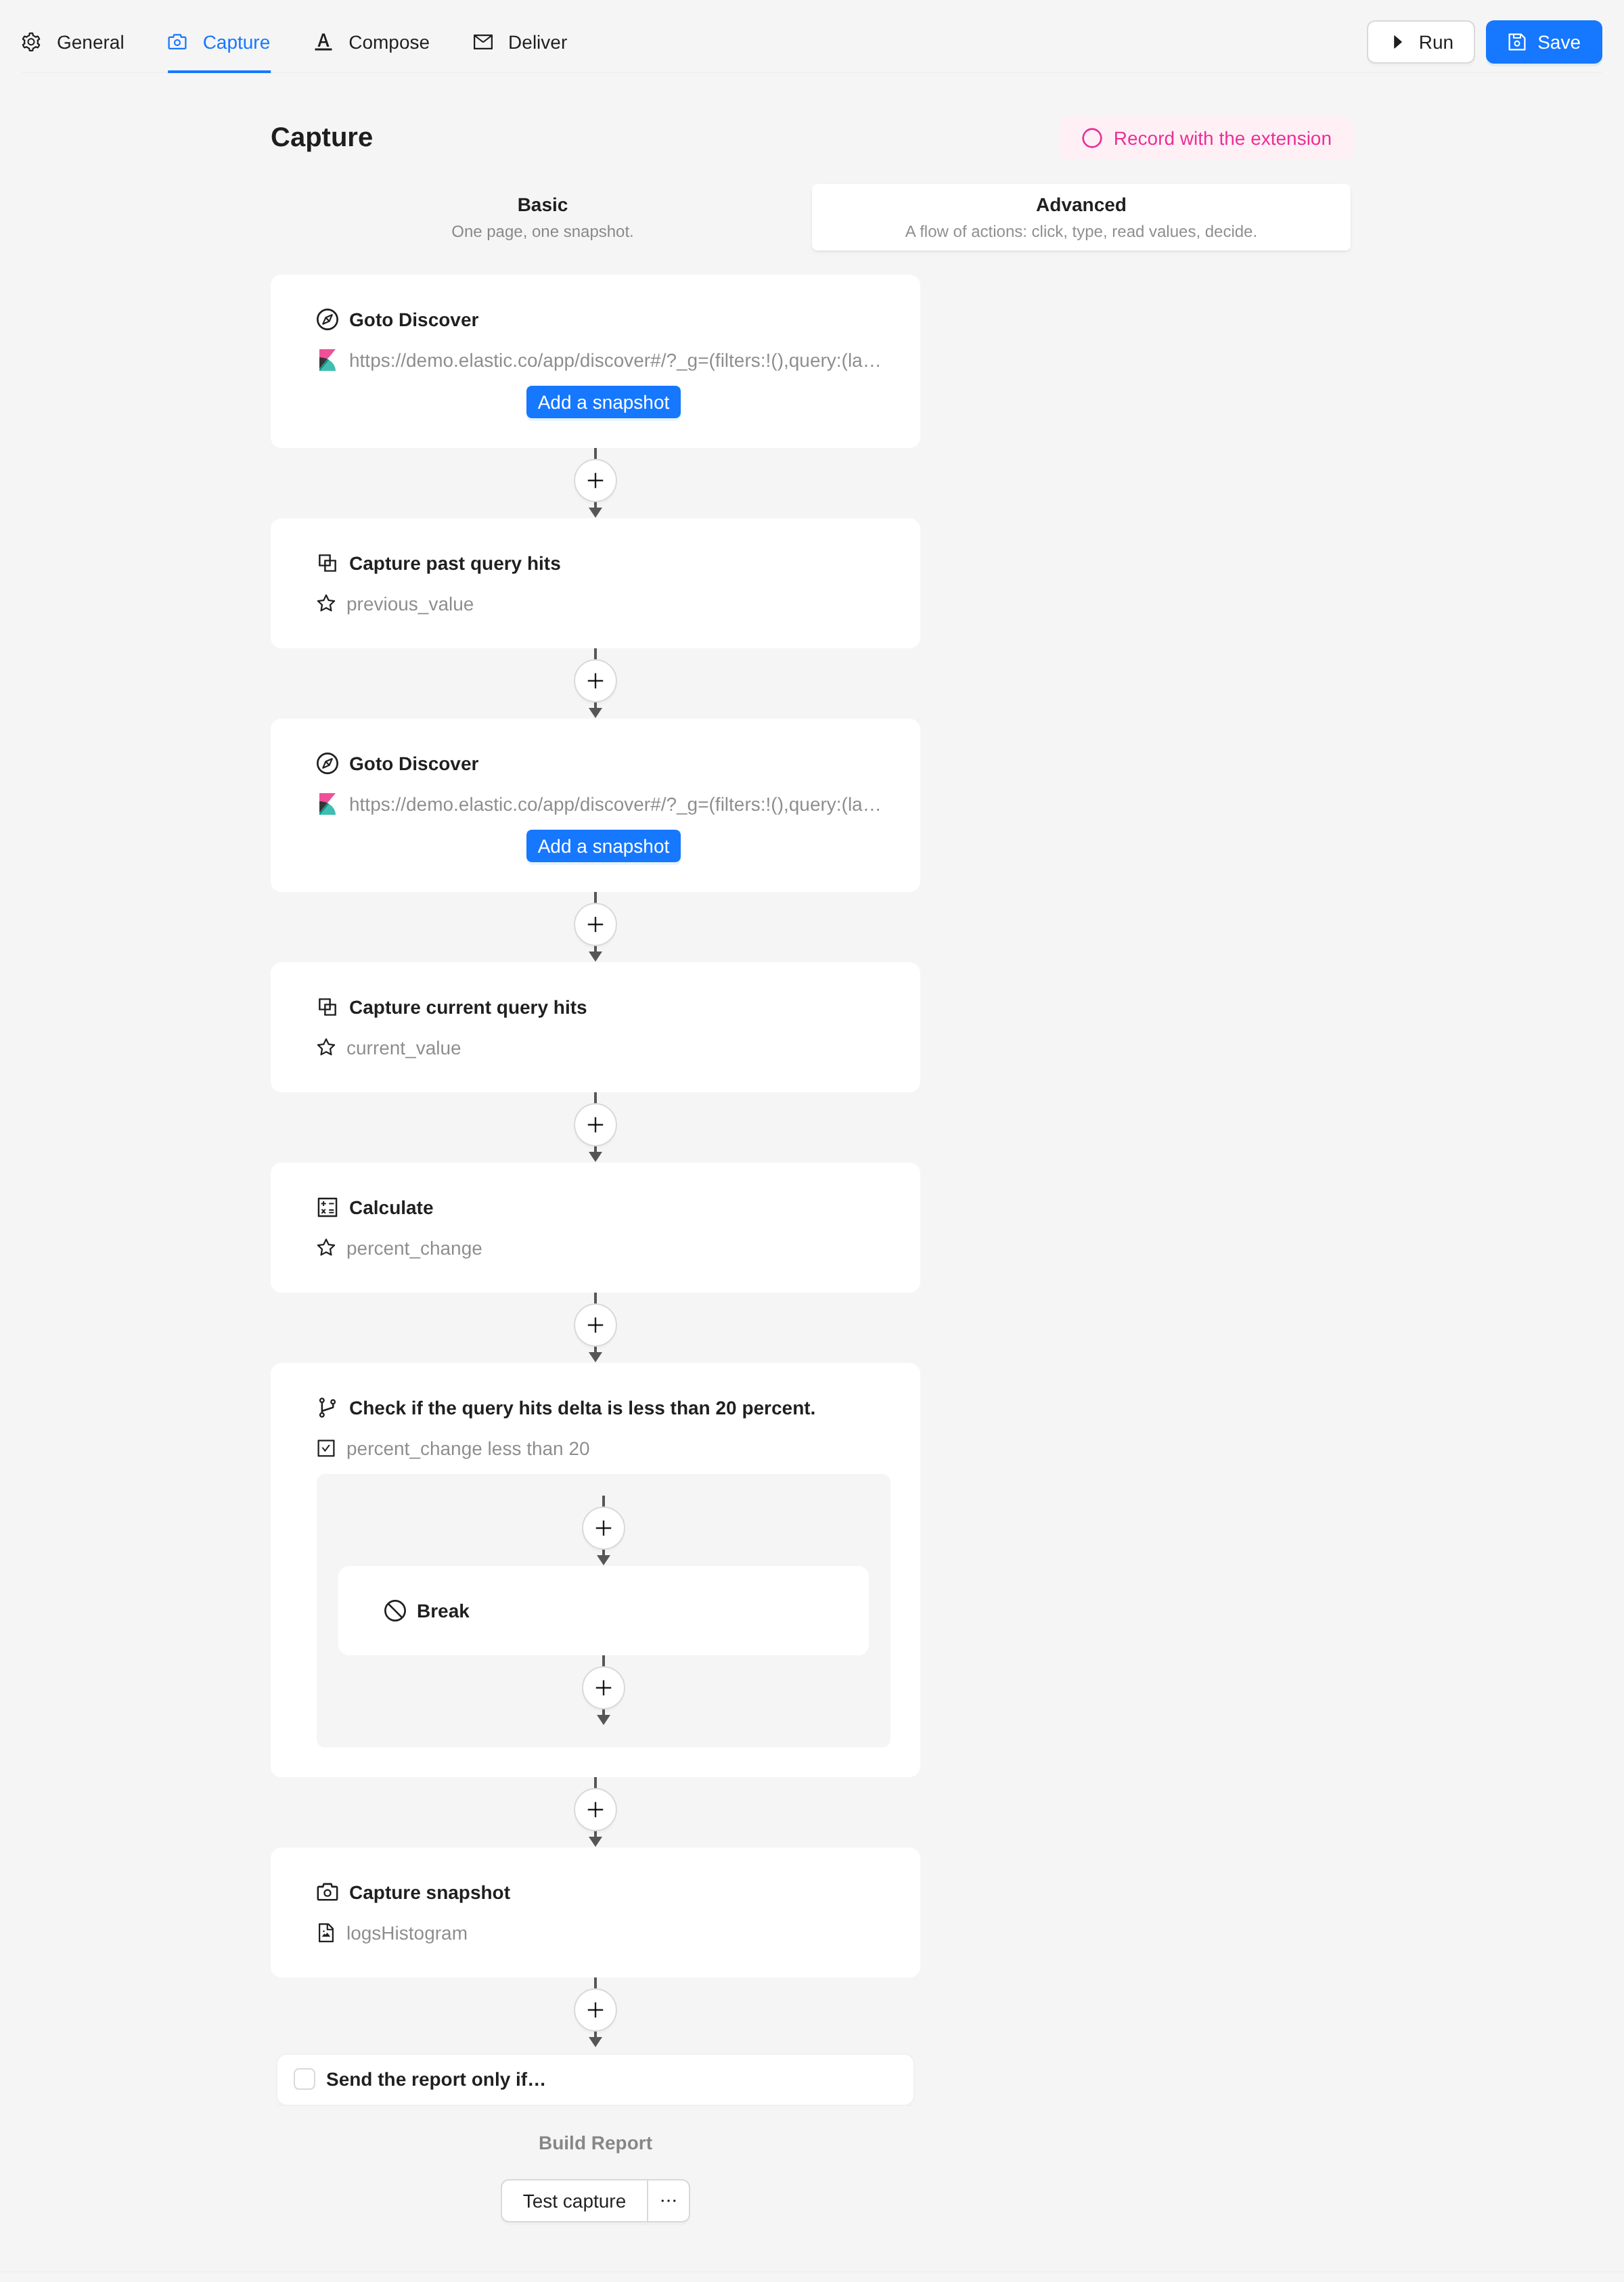 General
Capture
Compose
Deliver
Run
Save
Capture
Record with the extension
Basic
One page, one snapshot.
Advanced
A flow of actions: click, type, read values, decide.
Goto Discover
https://demo.elastic.co/app/discover#/?_g=(filters:!(),query:(la…
Add a snapshot
Capture past query hits
previous_value
Goto Discover
https://demo.elastic.co/app/discover#/?_g=(filters:!(),query:(la…
Add a snapshot
Capture current query hits
current_value
Calculate
percent_change
Check if the query hits delta is less than 20 percent.
percent_change less than 20
Break
Capture snapshot
logsHistogram
Send the report only if…
Build Report
Test capture